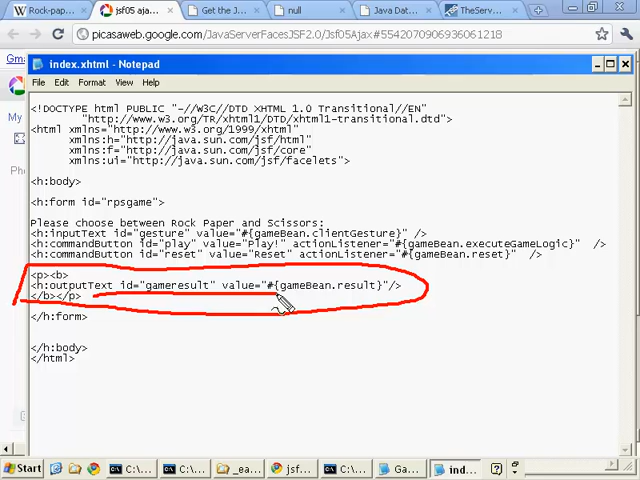 Rock-pap...
jsf05 aja...
Get the J
null
Java Dat...
TheServ
picasaweb.google.com/JavaServerFacesJSF2.0/Jsf05Ajax#5542070906936061218
Gma
index.xhtml - Notepad
File Edit Format View Help
My
Pho
<!DOCTYPE html PUBLIC "-//W3C//DTD XHTML 1.0 Transitional//EN"
"http://www.w3.org/TR/xhtml1/DTD/xhtml1-transitional.dtd">
<html xmlns="http://www.w3.org/1999/xhtml"
xmlns:h="http://java.sun.com/jsf/html"
xmlns:f="http://java.sun.com/jsf/core"
xmlns:ui="http://java.sun.com/jsf/facelets">
<h:body>
<h:form id="rpsgame">
Please choose between Rock Paper and Scissors:
<h:inputText id="gesture" value="#{gameBean.clientGesture}" />
<h:commandButton id="play" value="Play!" actionListener="#{gameBean.executeGameLogic}" />
<h:commandButton id="reset" value="Reset" actionListener="#{gameBean.reset}" />
<p><b>
<h:outputText id="gameresult" value="#{gameBean.result}"/>
</b></p>
</h:form>
</h:body>
</html>
Start
C:\...
C:\...
_ea...
jsf...
C:\...
Ga...
ind...